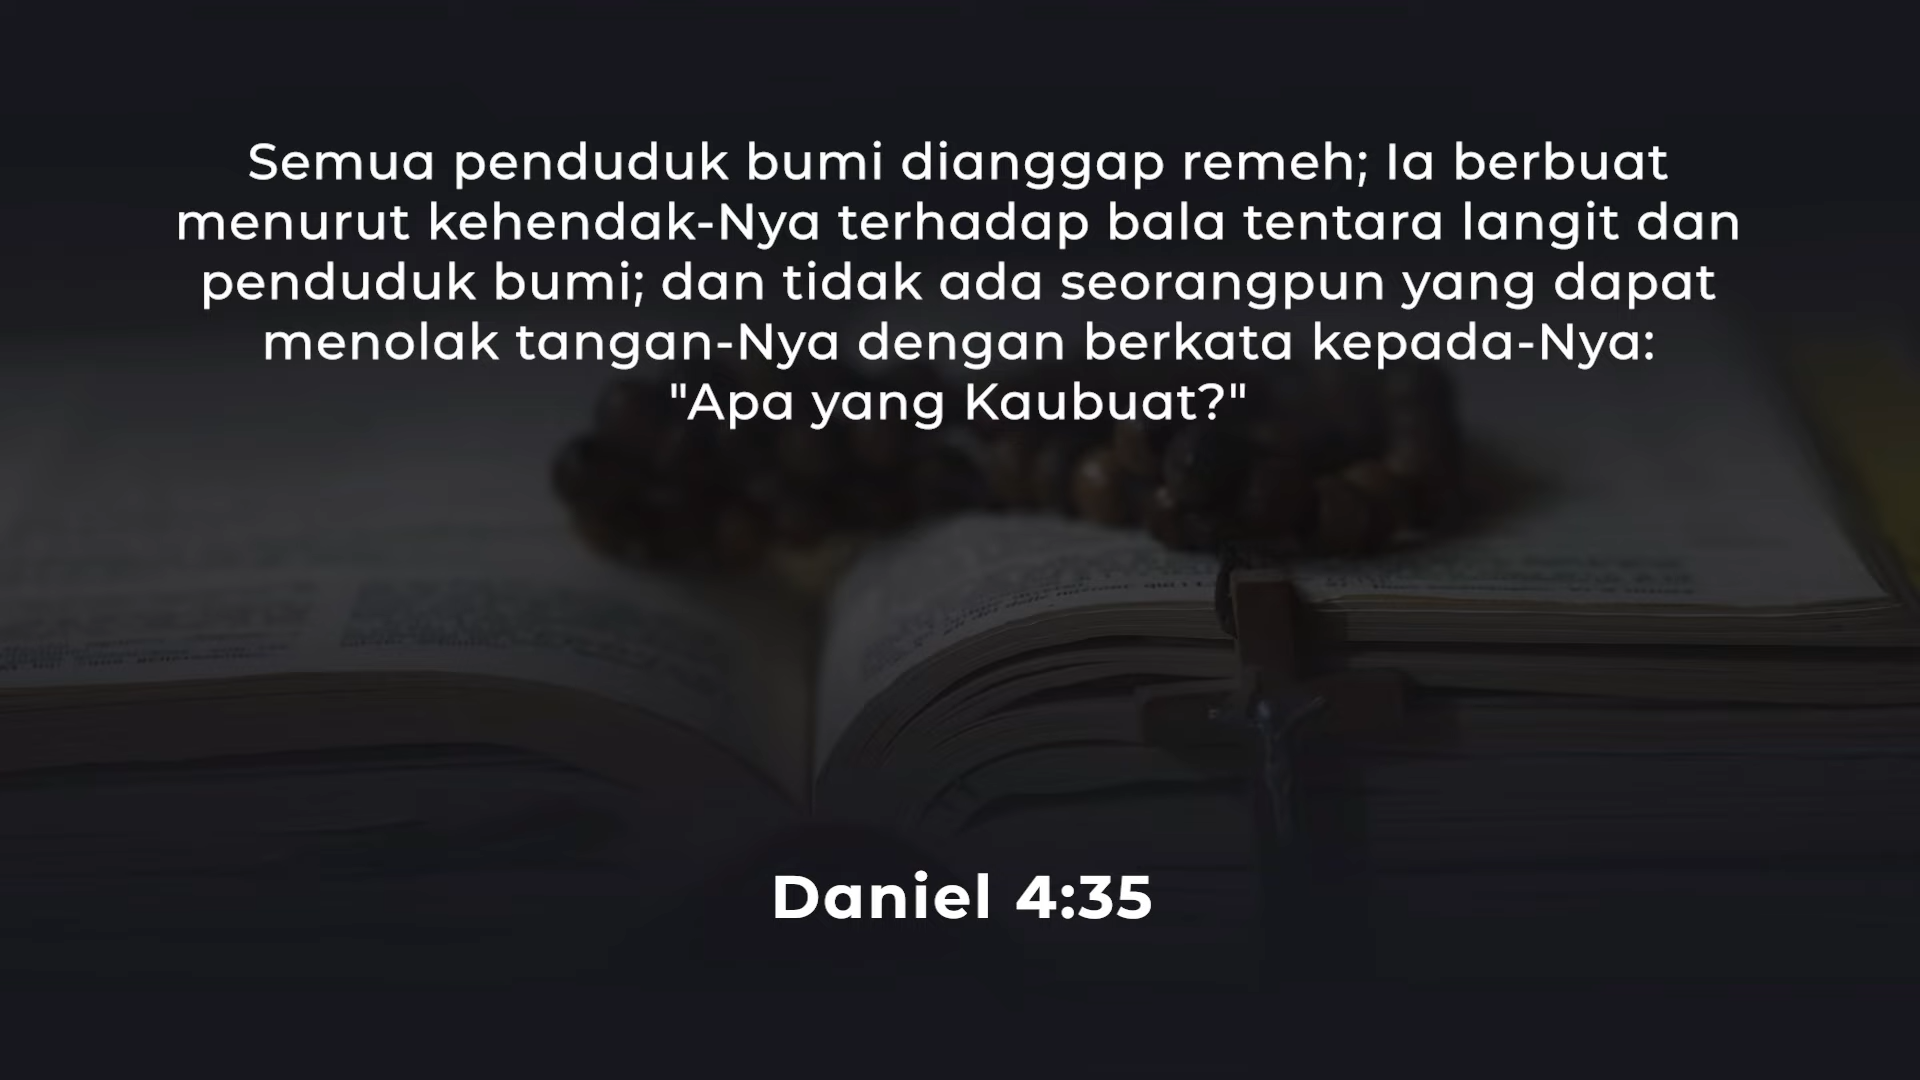 Semua penduduk bumi dianggap remeh; Ia berbuat
menurut kehendak-Nya terhadap bala tentara langit dan
penduduk bumi; dan tidak ada seorangpun yang dapat
menolak tangan-Nya dengan berkata kepada-Nya:
"Apa yang Kaubuat?"
Daniel 4:35